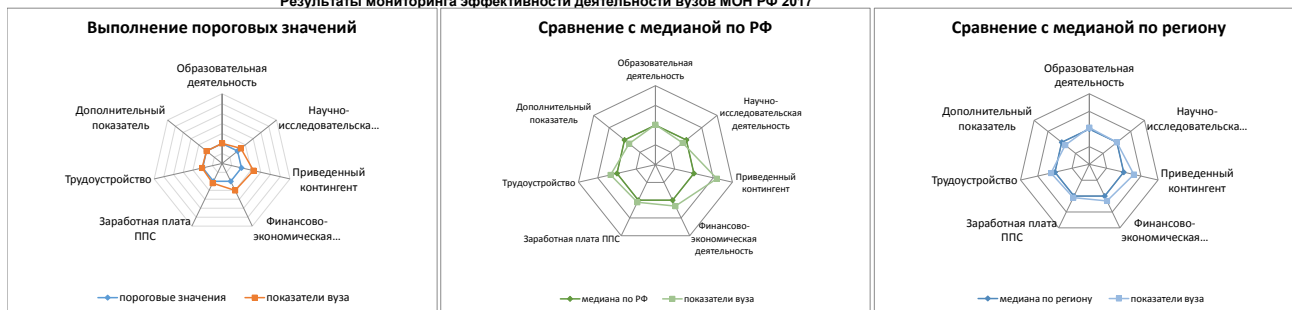 Результаты мониторинга эффективности деятельности вузов МОН РФ 2017
Выполнение пороговых значений
Образовательная
деятельность
Научно-
исследовательска...
Приведенный
контингент
Финансово-
экономическая...
Заработная плата
ППС
Трудоустройство
Дополнительный
показатель
пороговые значения
показатели вуза
Сравнение с медианой по РФ
Образовательная
деятельность
Научно-
исследовательская
деятельность
Приведенный
контингент
Финансово-
экономическая
деятельность
Заработная плата ППС
Трудоустройство
Дополнительный
показатель
медиана по РФ
показатели вуза
Сравнение с медианой по региону
Образовательная
деятельность
Научно-
исследовательска...
Приведенный
контингент
Финансово-
экономическая...
Заработная плата
ППС
Трудоустройство
Дополнительный
показатель
медиана по региону
показатели вуза